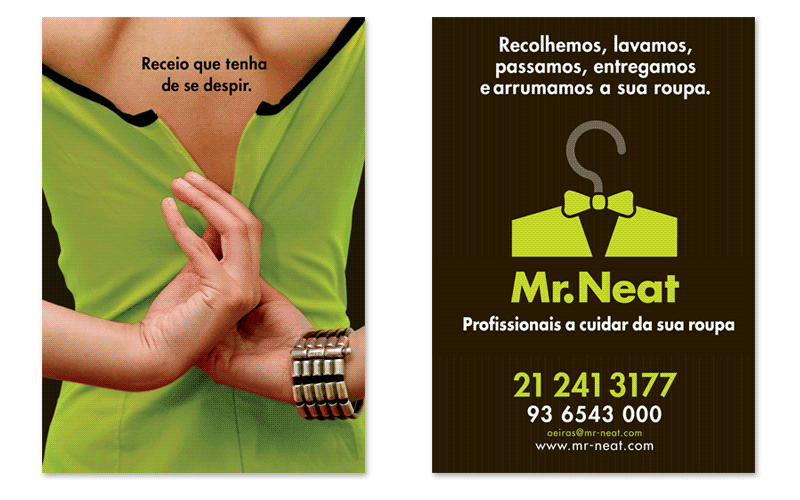 Receio que tenha
de se despir.
Recolhemos, lavamos,
passamos, entregamos
e arrumamos a sua roupa.
Mr.Neat
Profissionais a cuidar da sua roupa
21 241 3177
93 6543 000
oeiras@mr-neat.com
www.mr-neat.com